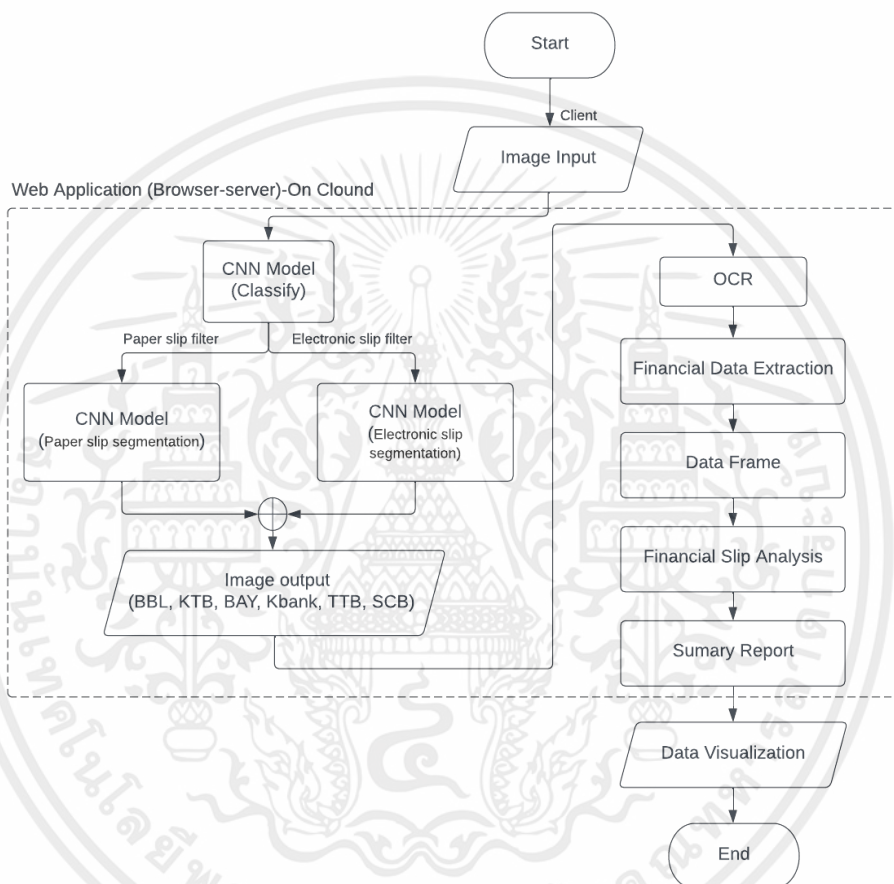 Start
Client
Image Input
Web Application (Browser-server)-On Clound
CNN Model
(Classify)
Paper slip filter
Electronic slip filter
CNN Model
(Paper slip segmentation)
CNN Model
(Electronic slip
segmentation)
Image output
(BBL, KTB, BAY, Kbank, TTB, SCB)
OCR
Financial Data Extraction
Data Frame
Financial Slip Analysis
Sumary Report
Data Visualization
End